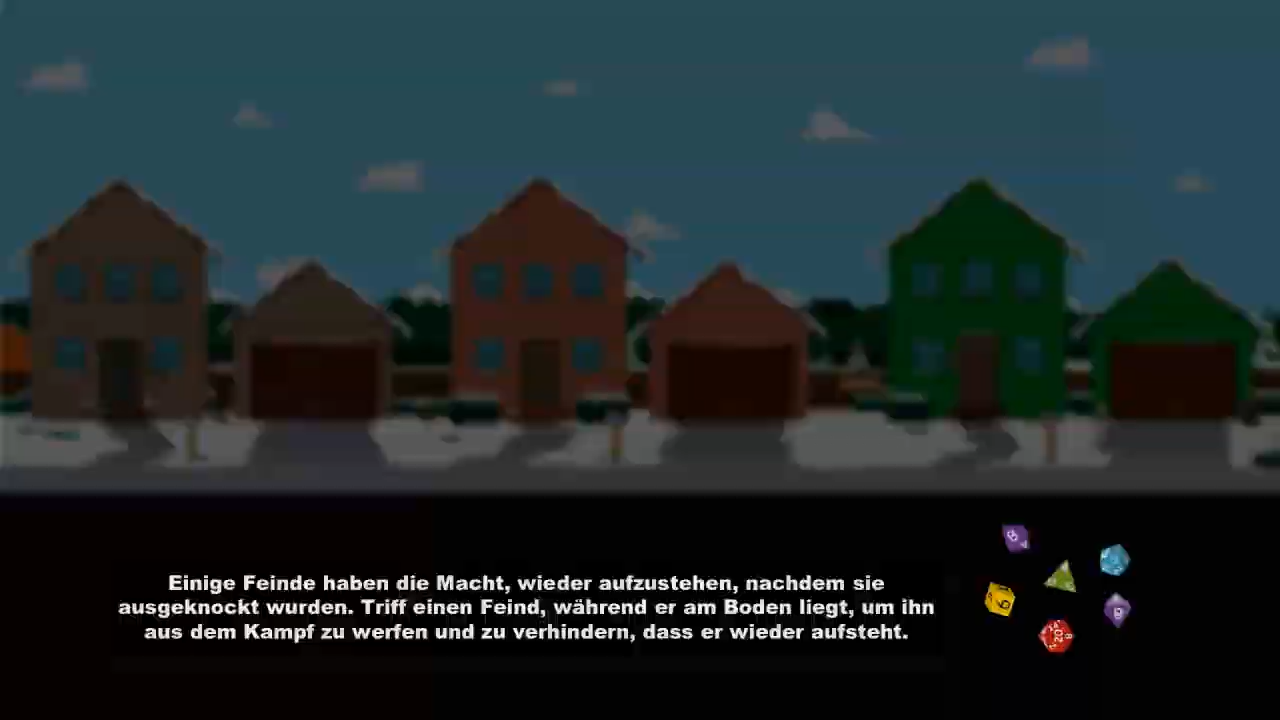 Einige Feinde haben die Macht, wieder aufzustehen, nachdem sie
ausgeknockt wurden. Triff einen Feind, während er am Boden liegt, um ihn
aus dem Kampf zu werfen und zu verhindern, dass er wieder aufsteht.